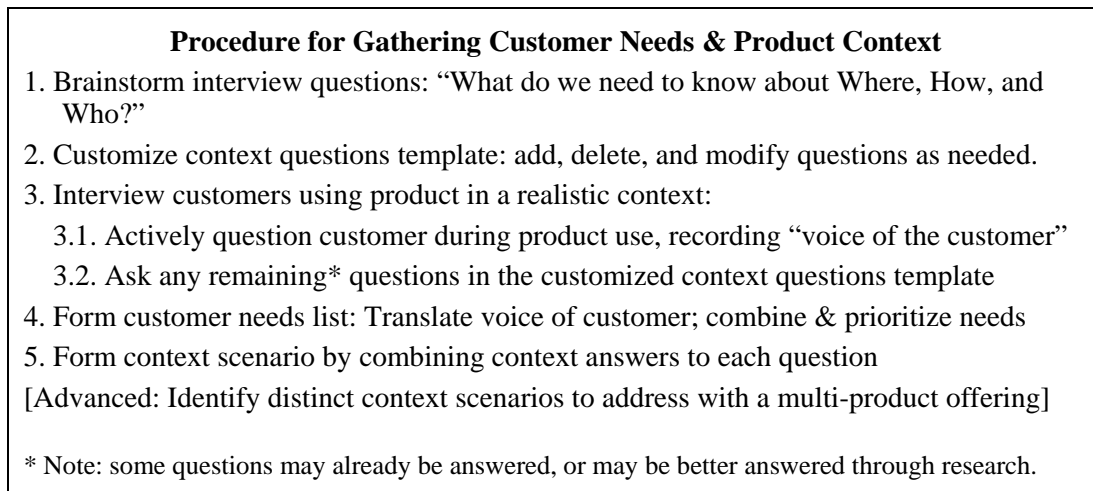 Procedure for Gathering Customer Needs & Product Context
1. Brainstorm interview questions: “What do we need to know about Where, How, and
Who?”
2. Customize context questions template: add, delete, and modify questions as needed.
3. Interview customers using product in a realistic context:
3.1. Actively question customer during product use, recording “voice of the customer”
3.2. Ask any remaining* questions in the customized context questions template
4. Form customer needs list: Translate voice of customer; combine & prioritize needs
5. Form context scenario by combining context answers to each question
[Advanced: Identify distinct context scenarios to address with a multi-product offering]
* Note: some questions may already be answered, or may be better answered through research.